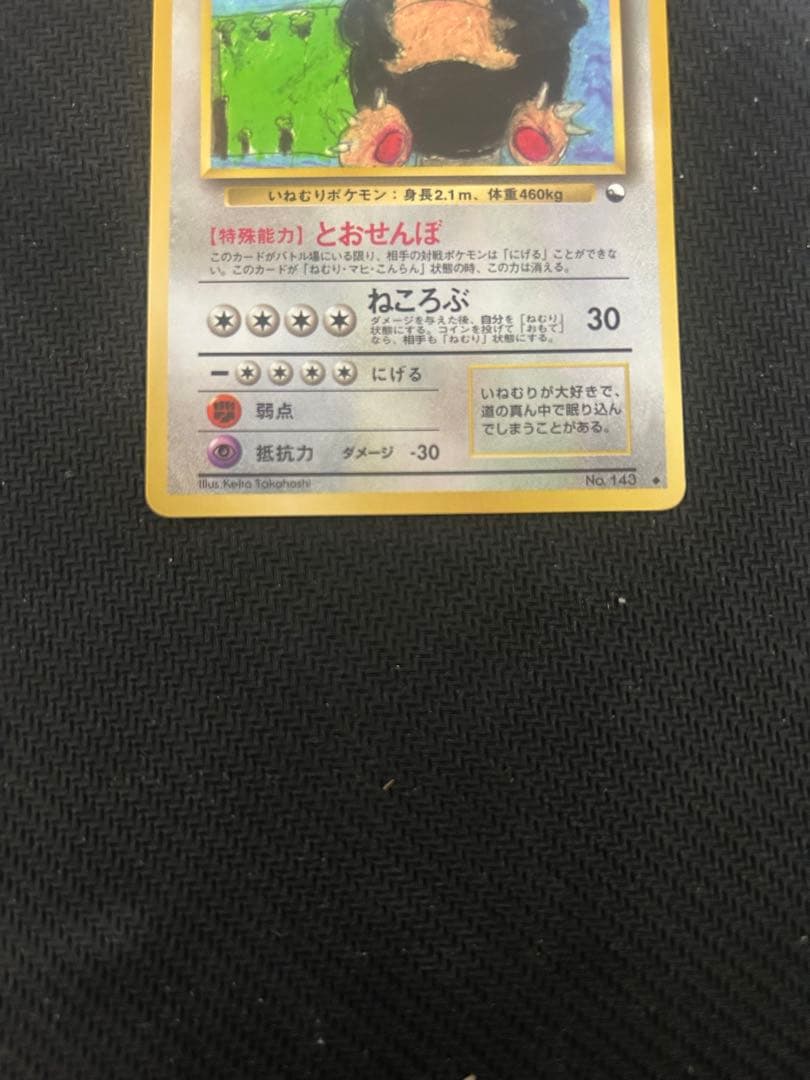 いねむりポケモン：身長2.1m、体重460kg
【特殊能力】とおせんぼ
このカードがバトル場にいる限り、相手の対戦ポケモンは「にげる」ことができな
い。このカードが「ねむり・マヒ・こんらん」状態の時、この力は消える。
ねころぶ
ダメージを与えた後、自分を「ねむり」
状態にする。コインを投げて「おもて」
なら、相手も「ねむり」状態にする。
30
にげる
弱点
抵抗力 ダメージ -30
いねむりが大好きで、
道の真ん中で眠り込ん
でしまうことがある。
Illus.Keita Takahashi
No. 143